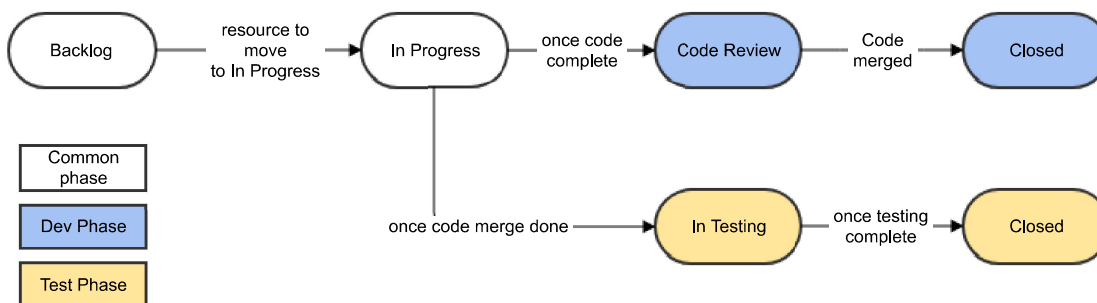 Backlog
resource to
move
to In Progress
In Progress
once code
complete
Code Review
Code
merged
Closed
Common
phase
Dev Phase
Test Phase
once code merge done
In Testing
once testing
complete
Closed